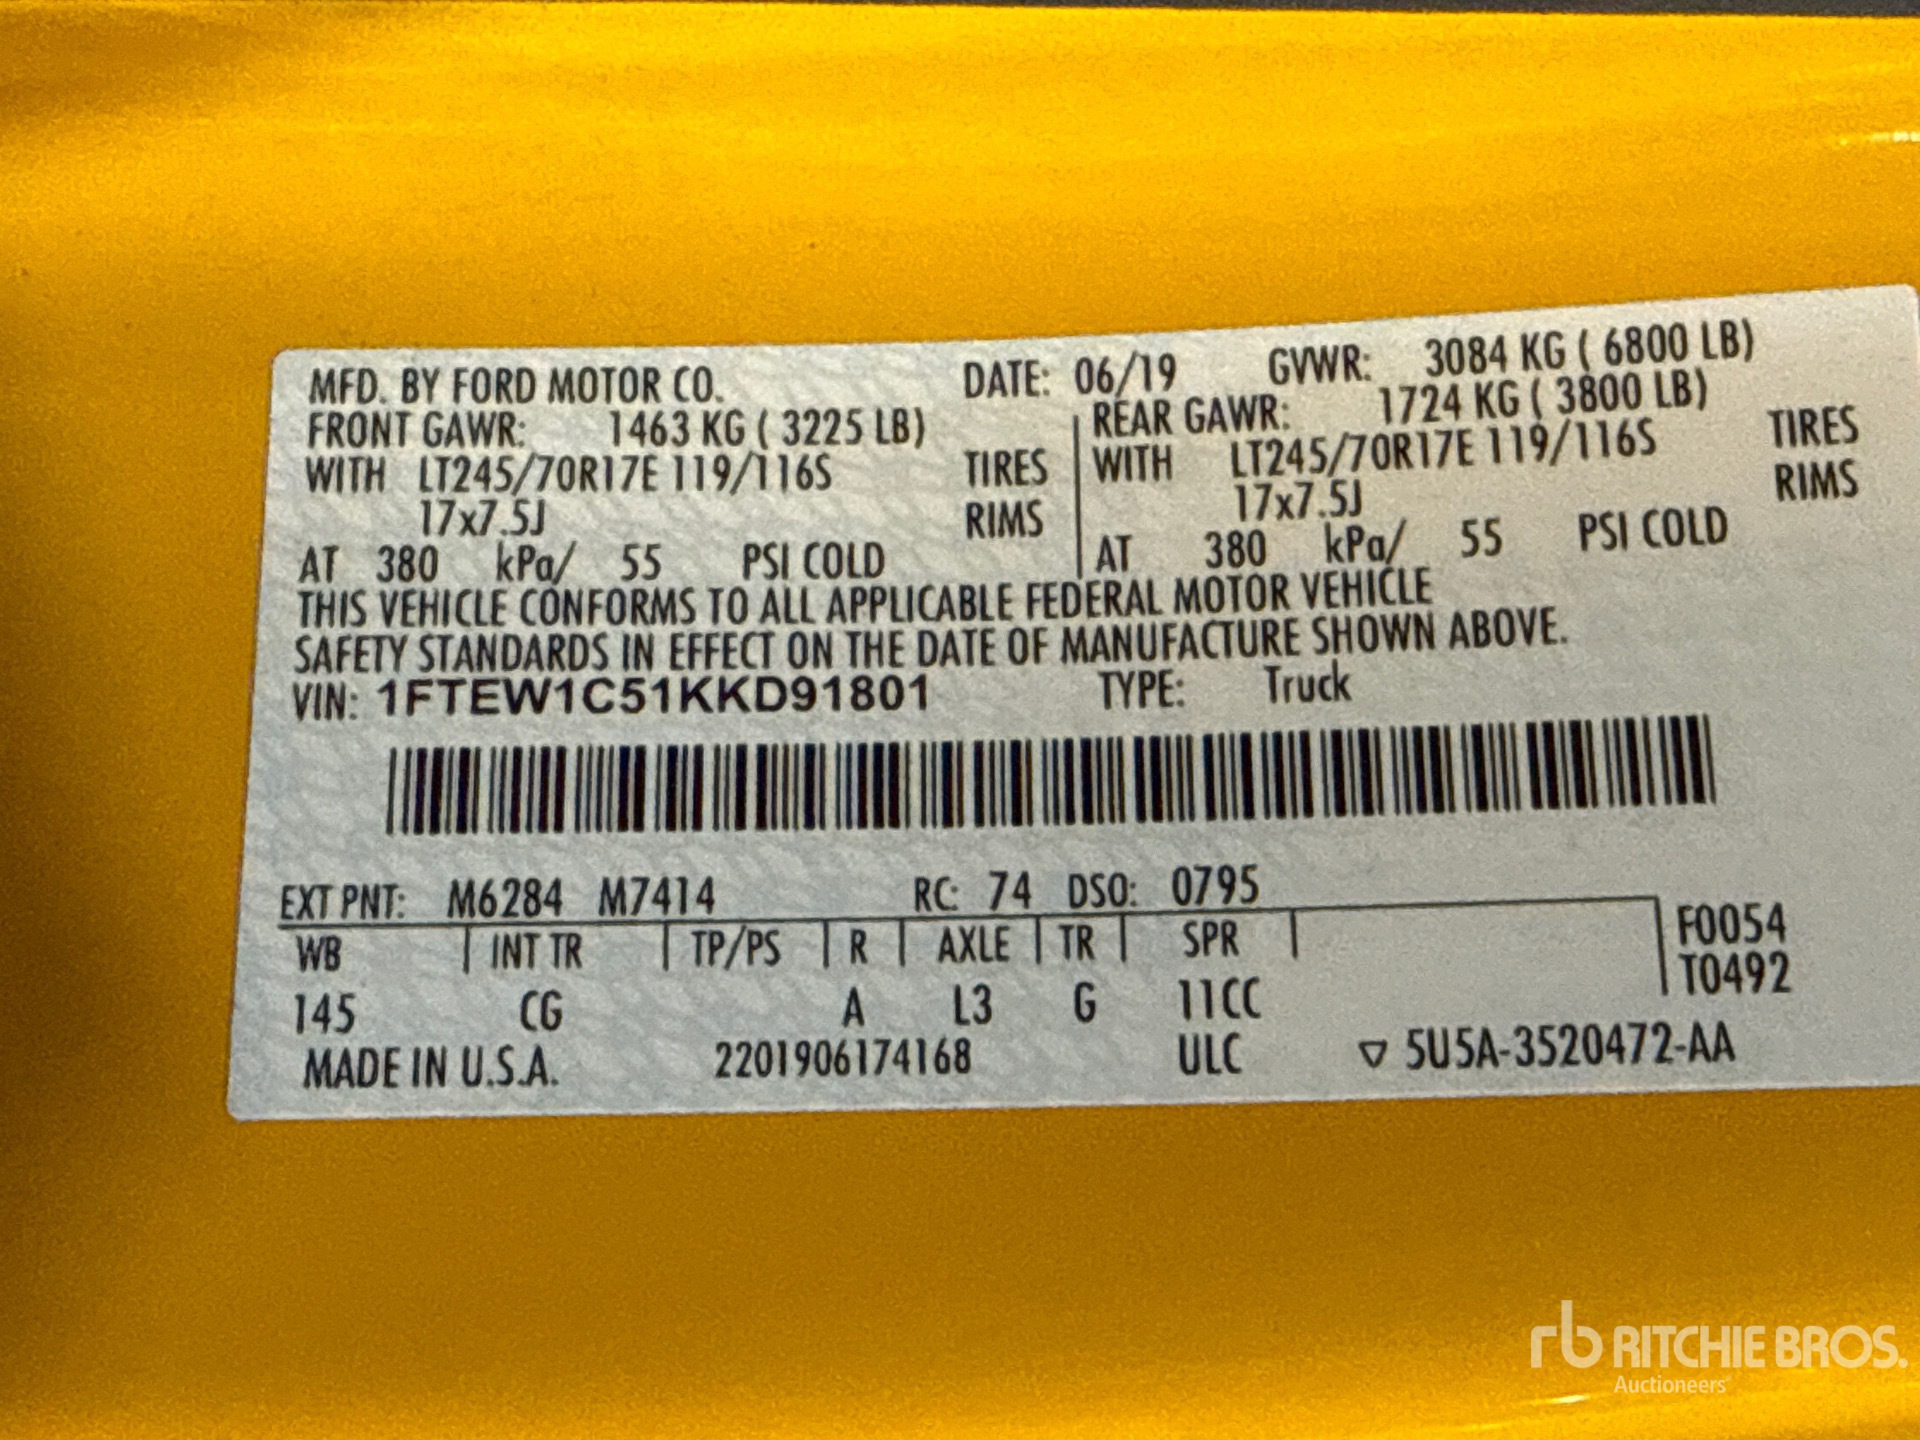 MFD. BY FORD MOTOR CO. DATE: 06/19 GVWR: 3084 KG ( 6800 LB)
FRONT GAWR: 1463 KG ( 3225 LB) REAR GAWR: 1724 KG ( 3800 LB)
WITH LT245/70R17E 119/116S TIRES WITH LT245/70R17E 119/116S TIRES
17x7.5J RIMS 17x7.5J RIMS
AT 380 kPa/ 55 PSI COLD AT 380 kPa/ 55 PSI COLD
THIS VEHICLE CONFORMS TO ALL APPLICABLE FEDERAL MOTOR VEHICLE
SAFETY STANDARDS IN EFFECT ON THE DATE OF MANUFACTURE SHOWN ABOVE.
VIN: 1FTEW1C51KKD91801 TYPE: Truck
EXT PNT: M6284 M7414 RC: 74 DSO: 0795
WB INT TR TP/PS R AXLE TR SPR F0054
T0492
145 CG A L3 G 11CC
MADE IN U.S.A. 2201906174168 ULC ▽ 5U5A-3520472-AA
rb RITCHIE BROS.
Auctioneers